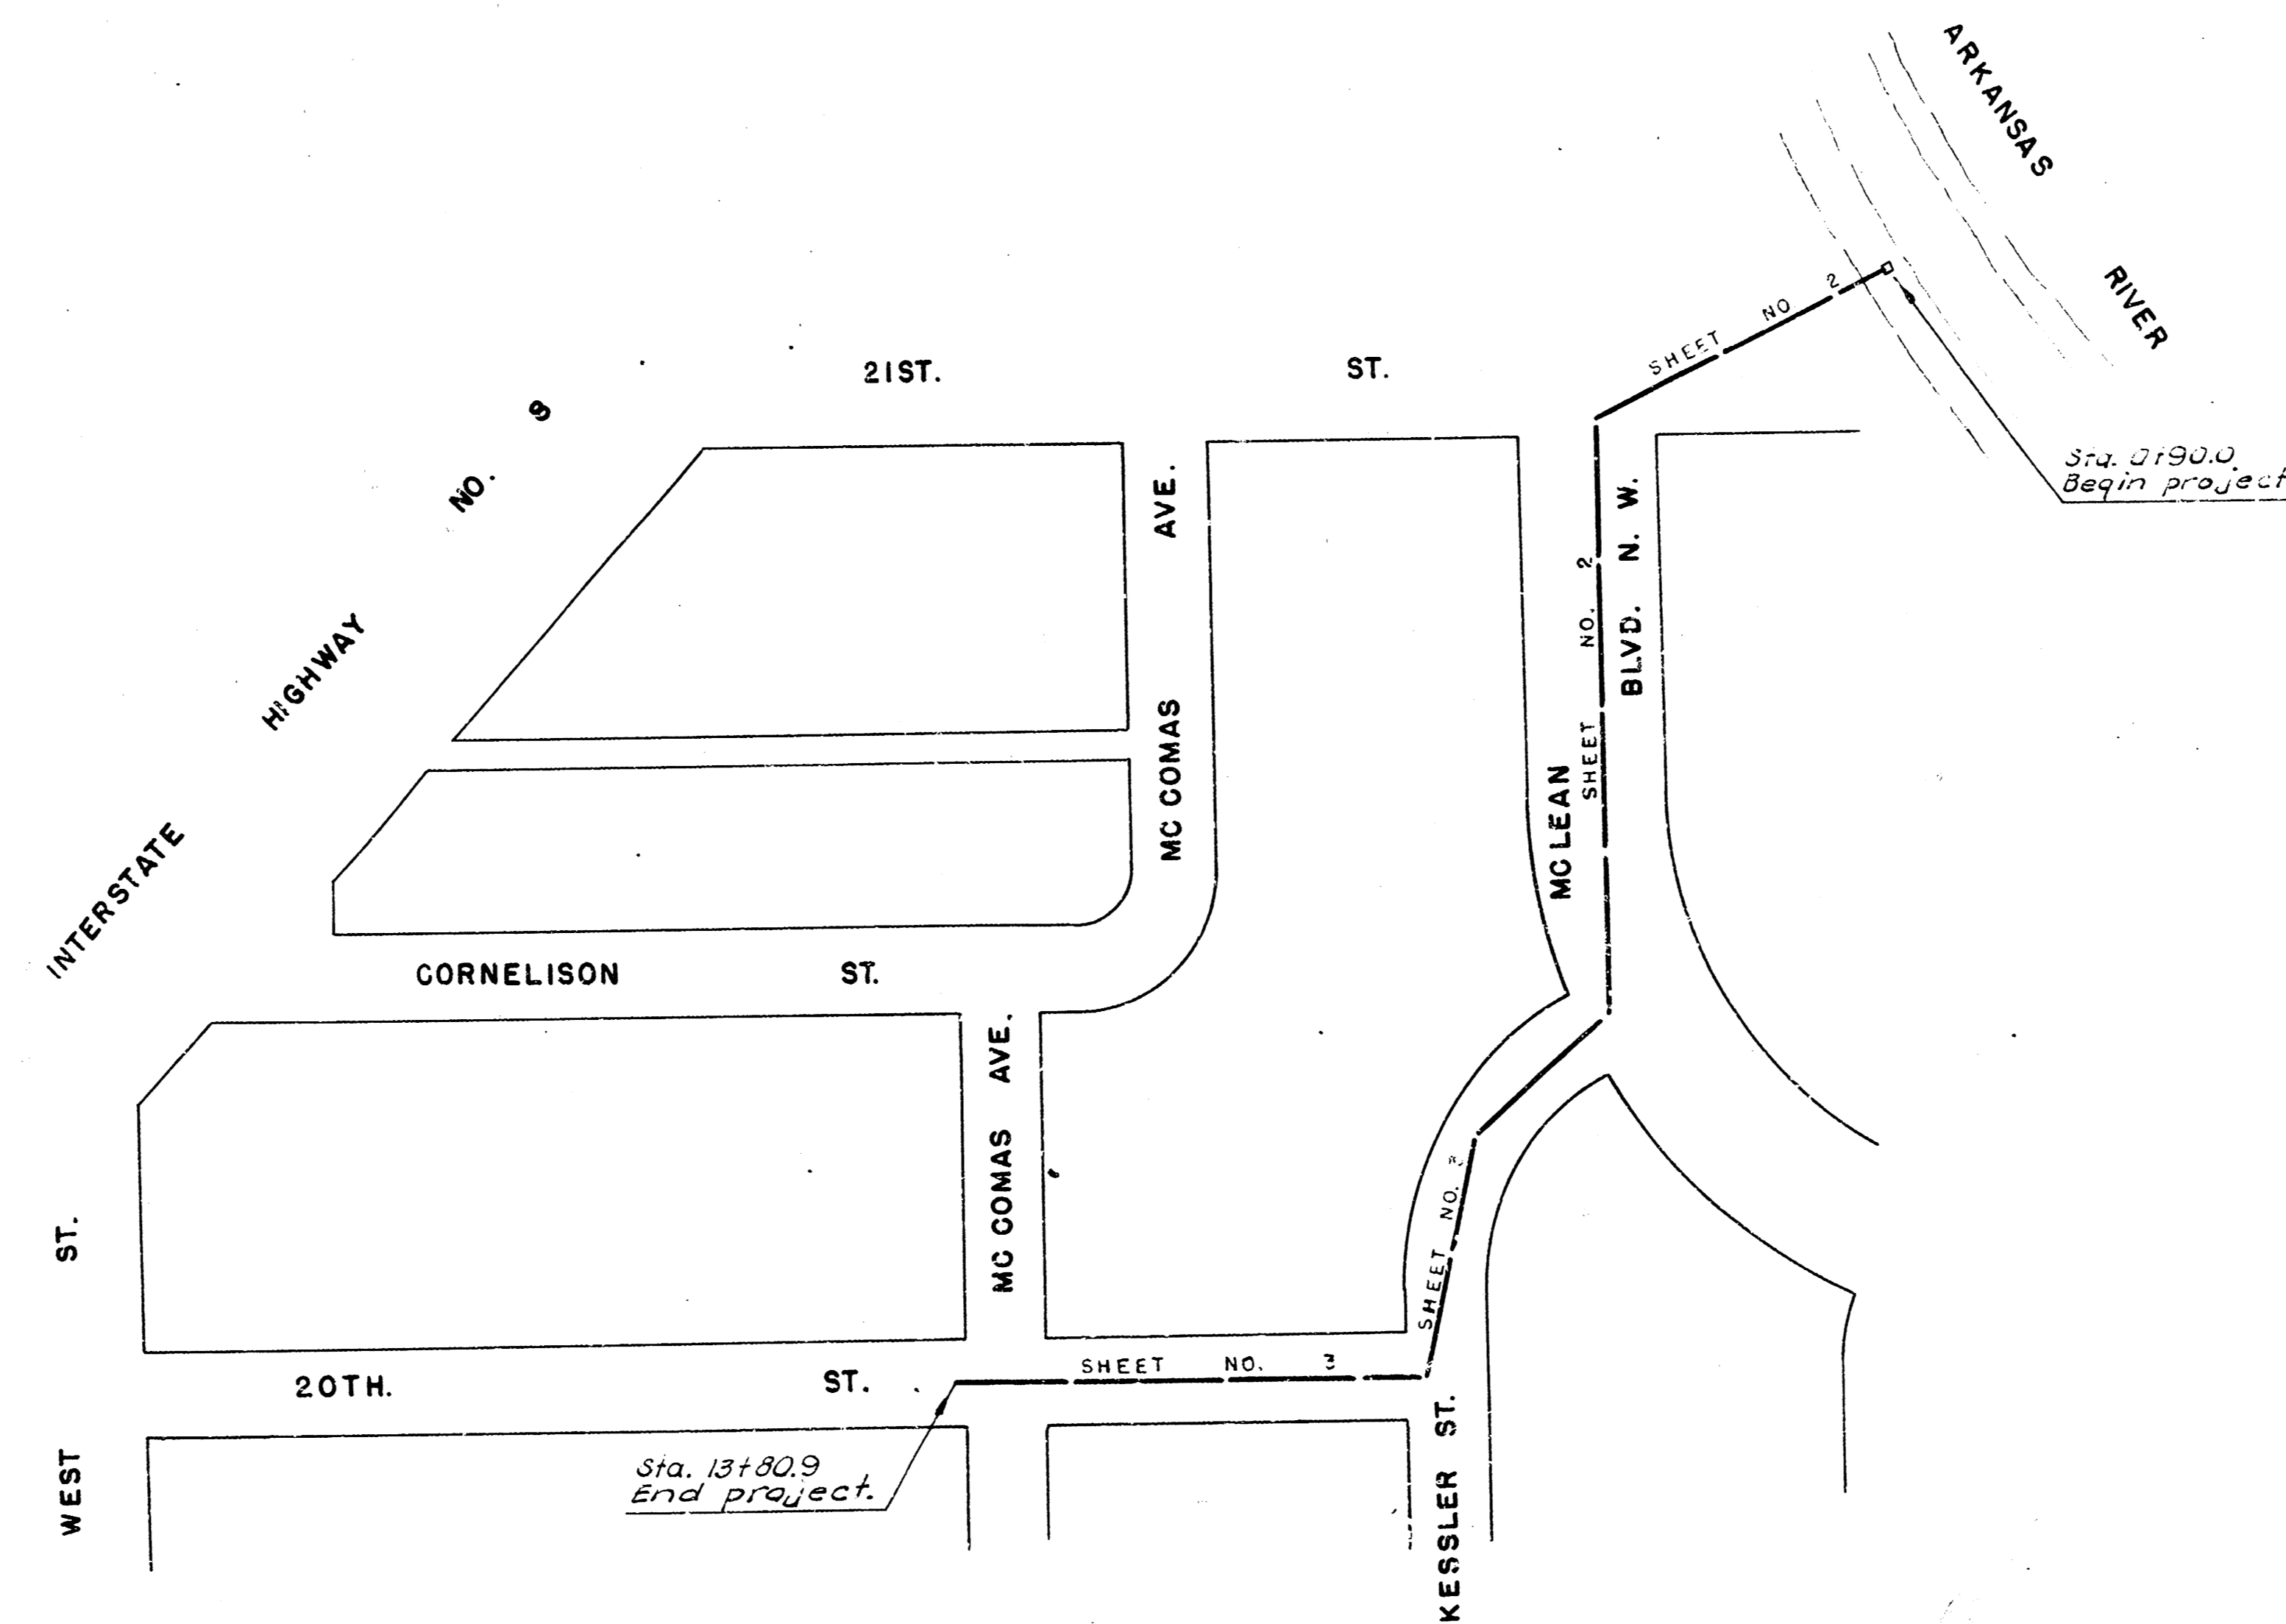 ARKANSAS
RIVER
SHEET NO 2
21ST. ST.
INTERSTATE HIGHWAY NO. 8
Sta. 0+90.0
Begin project
MC COMAS AVE.
MC LEAN BLVD. N. W.
SHEET NO. 2
CORNELISON ST.
MC COMAS AVE.
SHEET NO. 3
SHEET NO. 3
20TH. ST.
WEST ST.
Sta. 13+80.9
End project.
KESSLER ST.